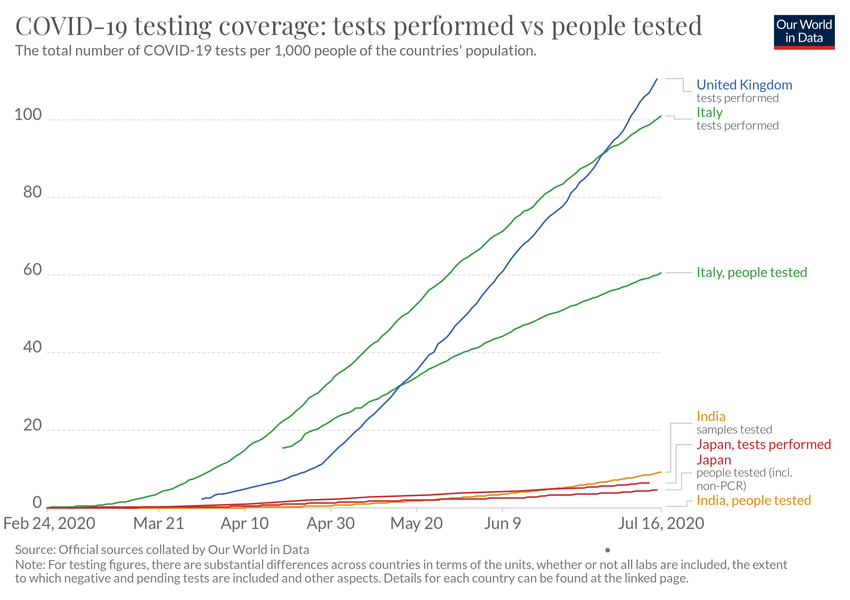 COVID-19 testing coverage: tests performed vs people tested
The total number of COVID-19 tests per 1,000 people of the countries' population.
Our World
in Data
100
80
60
40
20
0
United Kingdom
tests performed
Italy
tests performed
Italy, people tested
India
samples tested
Japan, tests performed
Japan
people tested (incl.
non-PCR)
India, people tested
Feb 24, 2020 Mar 21 Apr 10 Apr 30 May 20 Jun 9 Jul 16, 2020
Source: Official sources collated by Our World in Data
Note: For testing figures, there are substantial differences across countries in terms of the units, whether or not all labs are included, the extent
to which negative and pending tests are included and other aspects. Details for each country can be found at the linked page.